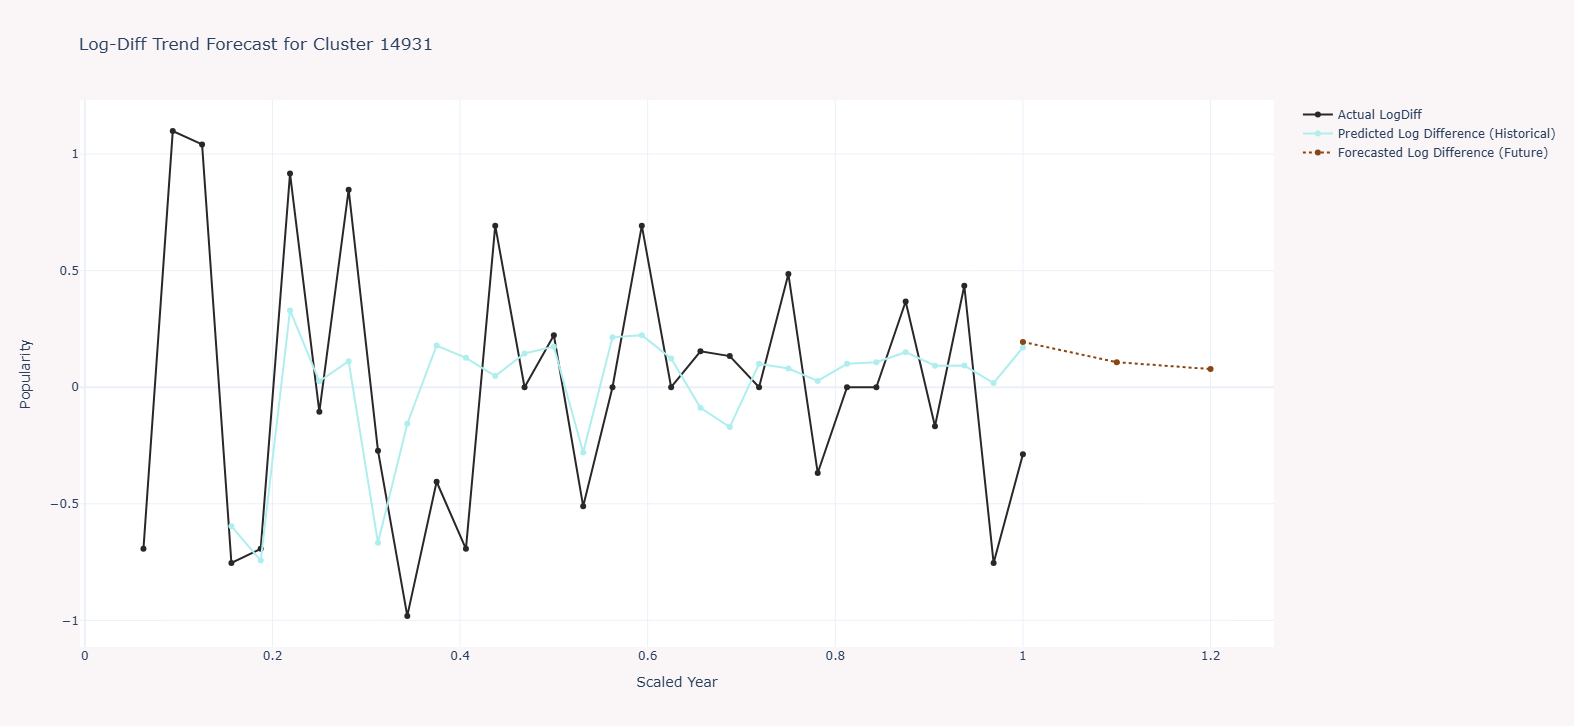 Log-Diff Trend Forecast for Cluster 14931
Actual LogDiff
Predicted Log Difference (Historical)
Forecasted Log Difference (Future)
Popularity
1
0.5
0
−0.5
−1
0
0.2
0.4
0.6
0.8
1
1.2
Scaled Year